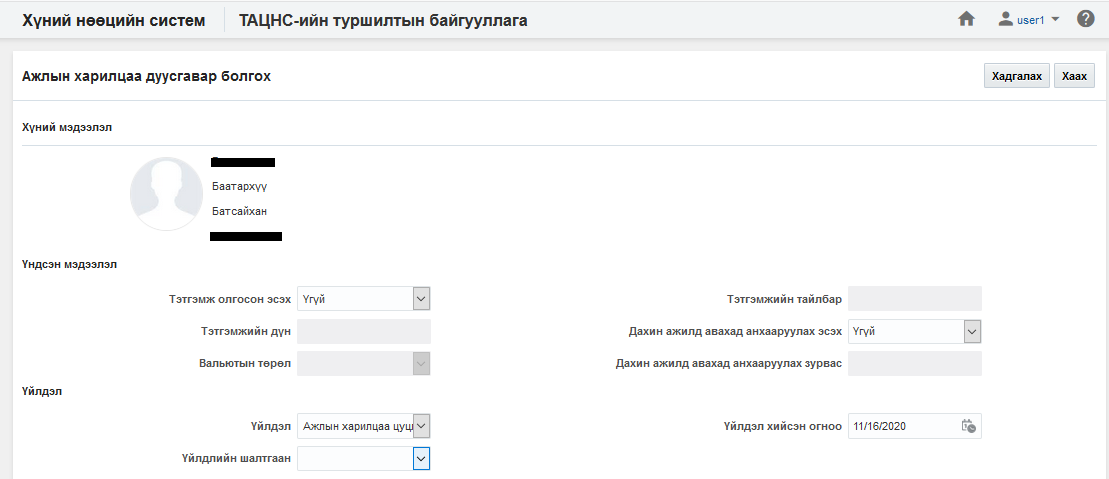 Хүний нөөцийн систем ТАЦНС-ийн туршилтын байгууллага user1
Ажлын харилцаа дуусгавар болгох Хадгалах Хаах
Хүний мэдээлэл
Баатархүү
Батсайхан
Үндсэн мэдээлэл
Тэтгэмж олгосон эсэх Үгүй Тэтгэмжийн тайлбар
Тэтгэмжийн дүн Дахин ажилд авахад анхааруулах эсэх Үгүй
Вальютын төрөл Дахин ажилд авахад анхааруулах зурвас
Үйлдэл
Үйлдэл Ажлын харилцаа цуц Үйлдэл хийсэн огноо 11/16/2020
Үйлдлийн шалтгаан